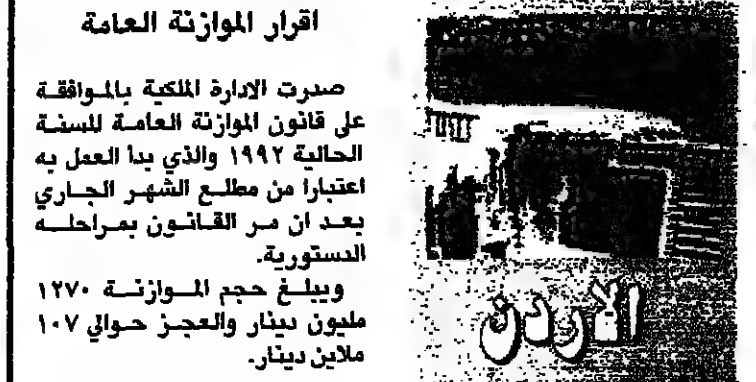 اقرار الموازنة العامة
صدرت الادارة الملكية بالموافقة
على قانون الموازنة العامة للسنة
الحالية ١٩٩٢ والذي بدا العمل به
اعتبارا من مطلع الشهر الجاري
بعد ان مر القانون بمراحله
الدستورية.
ويبلغ حجم الموازنة ١٢٧٠
مليون دينار والعجز حوالي ١٠٧
ملاين دينار.
الأردن